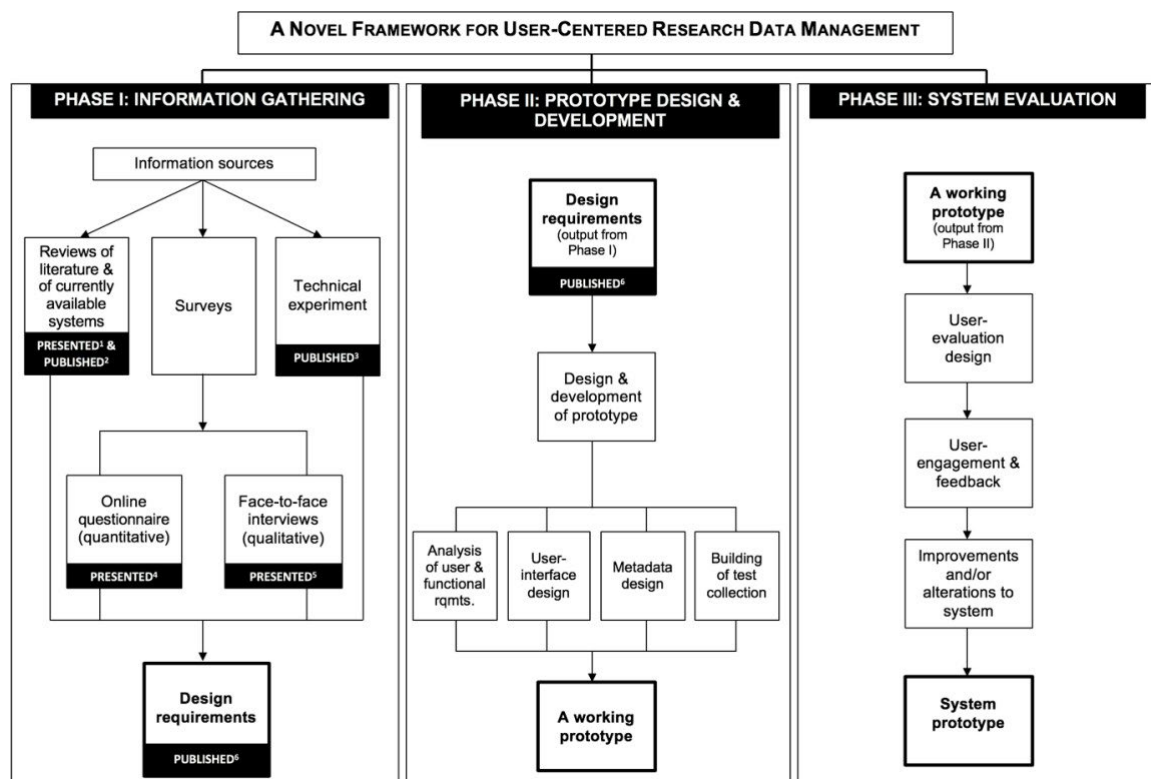 A NOVEL FRAMEWORK FOR USER-CENTERED RESEARCH DATA MANAGEMENT
PHASE I: INFORMATION GATHERING
Information sources
Reviews of
literature &
of currently
available
systems
PRESENTED¹ &
PUBLISHED²
Surveys
Technical
experiment
PUBLISHED³
Online
questionnaire
(quantitative)
PRESENTED⁴
Face-to-face
interviews
(qualitative)
PRESENTED⁵
Design
requirements
PUBLISHED⁶
PHASE II: PROTOTYPE DESIGN &
DEVELOPMENT
Design
requirements
(output from
Phase I)
PUBLISHED⁶
Design &
development
of prototype
Analysis
of user &
functional
rqmts.
User-
interface
design
Metadata
design
Building
of test
collection
A working
prototype
PHASE III: SYSTEM EVALUATION
A working
prototype
(output from
Phase II)
User-
evaluation
design
User-
engagement &
feedback
Improvements
and/or
alterations to
system
System
prototype